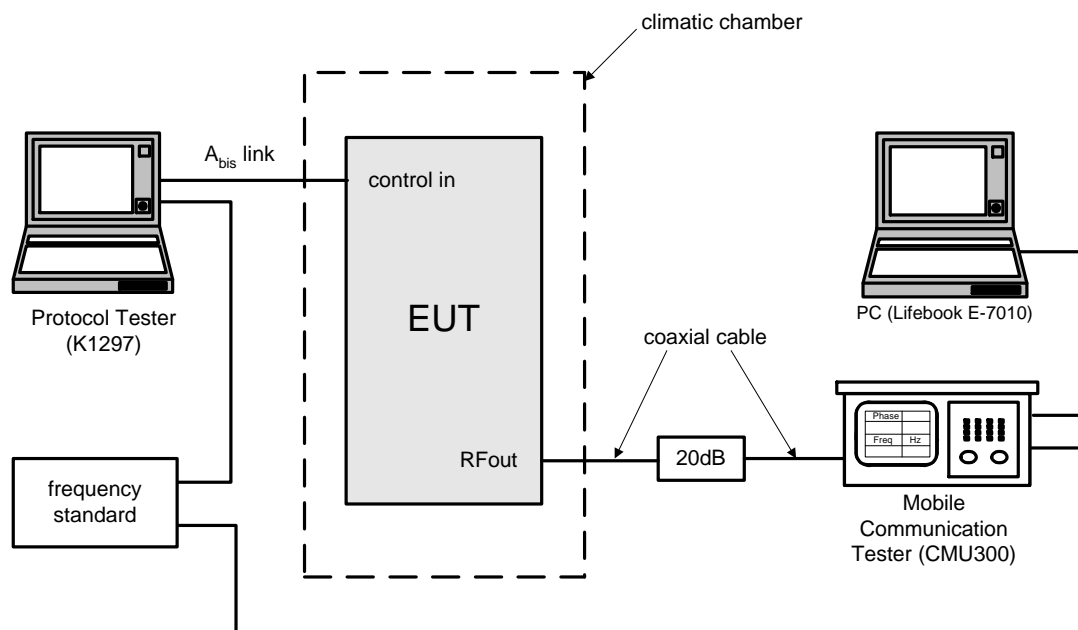 climatic chamber
A_bis link
control in
EUT
Protocol Tester
(K1297)
PC (Lifebook E-7010)
coaxial cable
Phase
Freq Hz
RFout
20dB
frequency
standard
Mobile
Communication
Tester (CMU300)